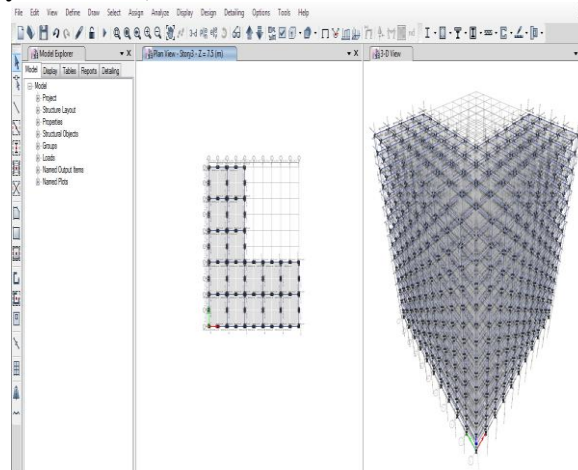 File Edit View Define Draw Select Assign Analyze Display Design Detailing Options Tools Help
Model Explorer
Plan View - Story3 - Z = 7.5 (m)
3-D View
Model Display Tables Reports Detailing
Model
Project
Structure Layout
Properties
Structural Objects
Groups
Loads
Named Output Items
Named Plots